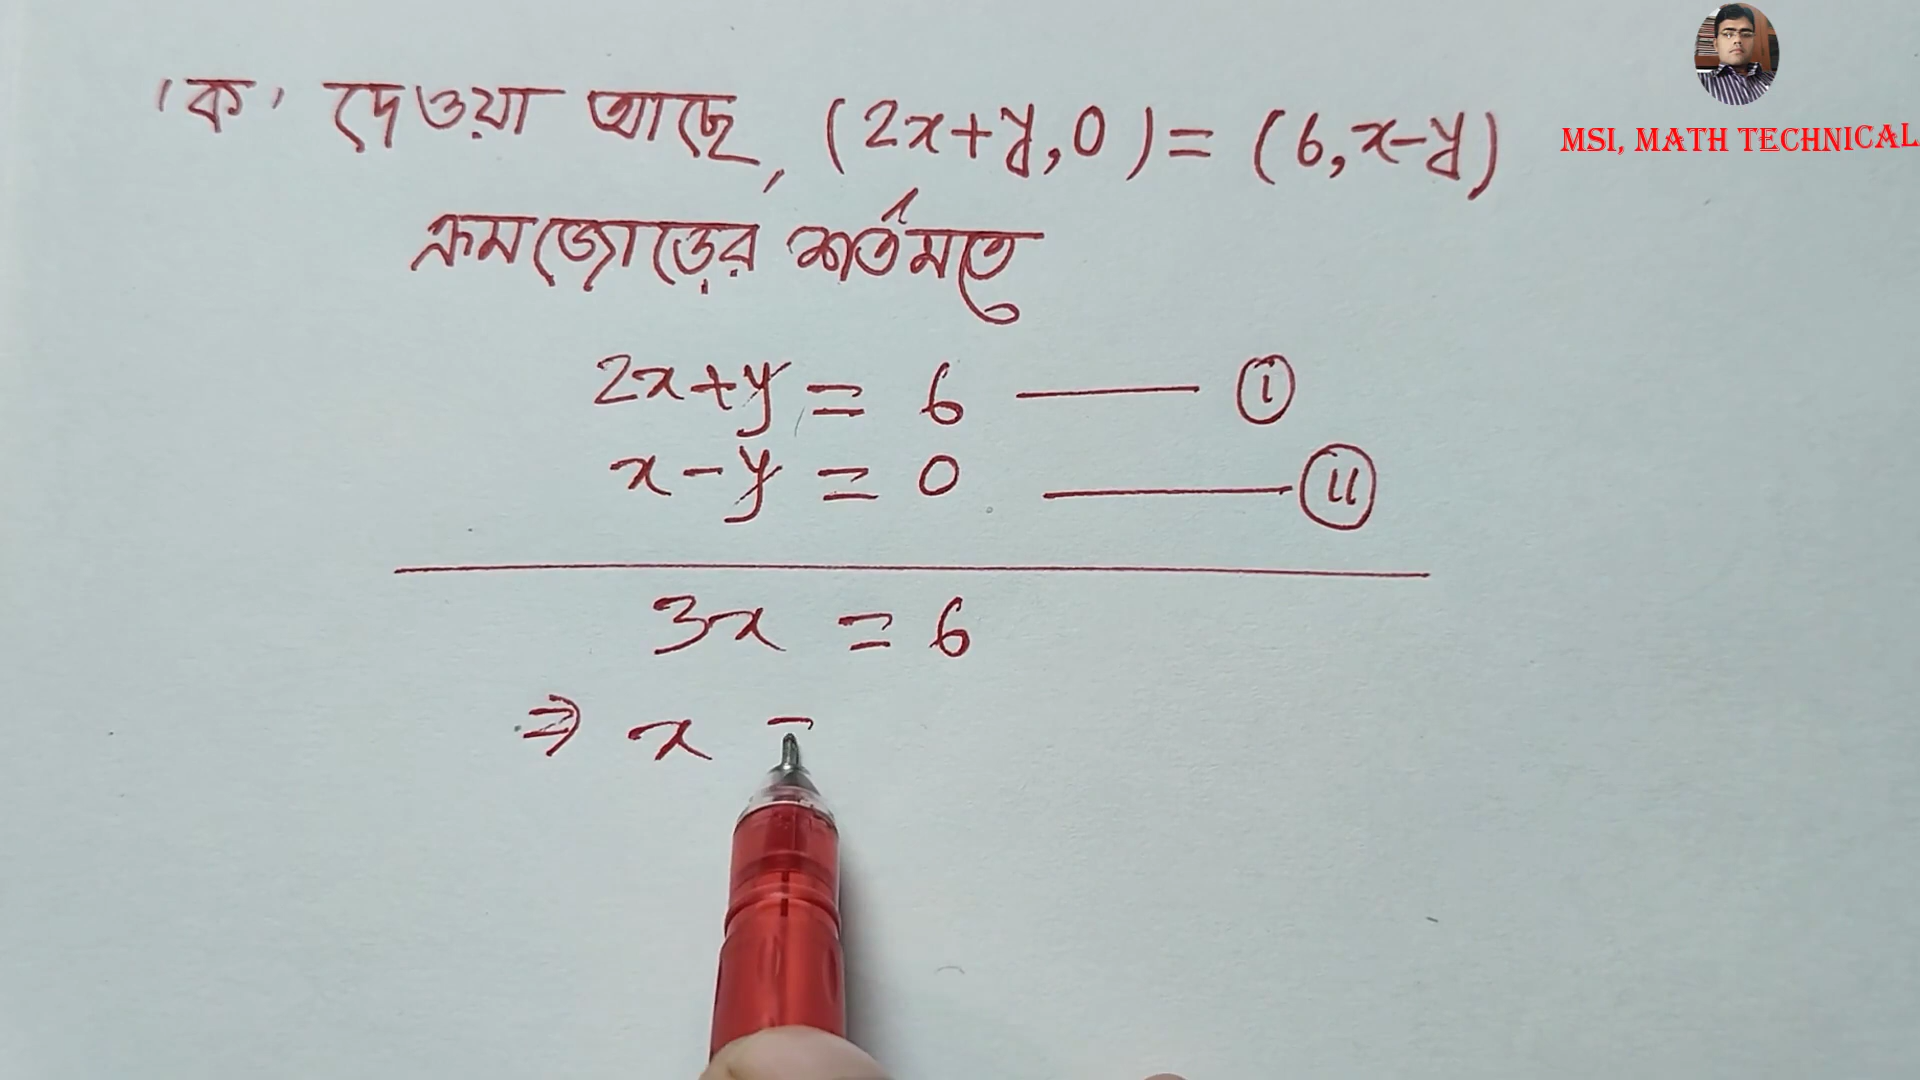 'ক' দেওয়া আছে, (2x+y,0)=(6,x-y)
MSI, MATH TECHNICAL
ক্রমজোড়ের শর্তমতে
2x+y = 6 —— (i)
x-y = 0 —— (ii)
3x = 6
⇒ x =